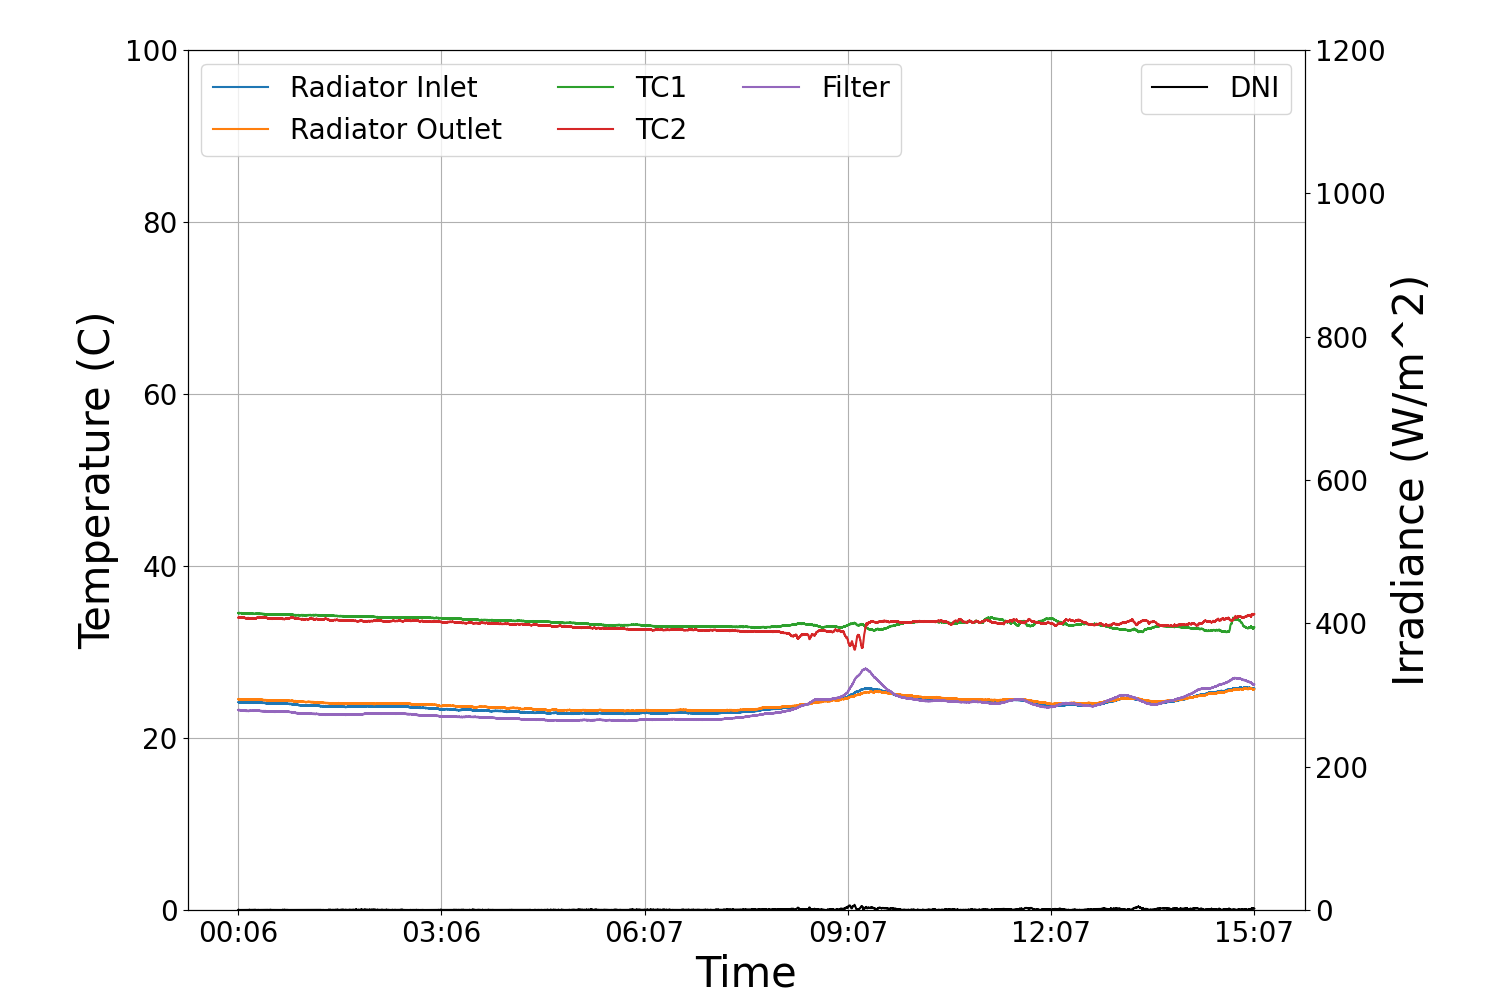 100
80
60
40
20
0
Temperature (C)
Radiator Inlet
Radiator Outlet
TC1
TC2
Filter
DNI
1200
1000
800
600
400
200
0
Irradiance (W/m^2)
00:06 03:06 06:07 09:07 12:07 15:07
Time